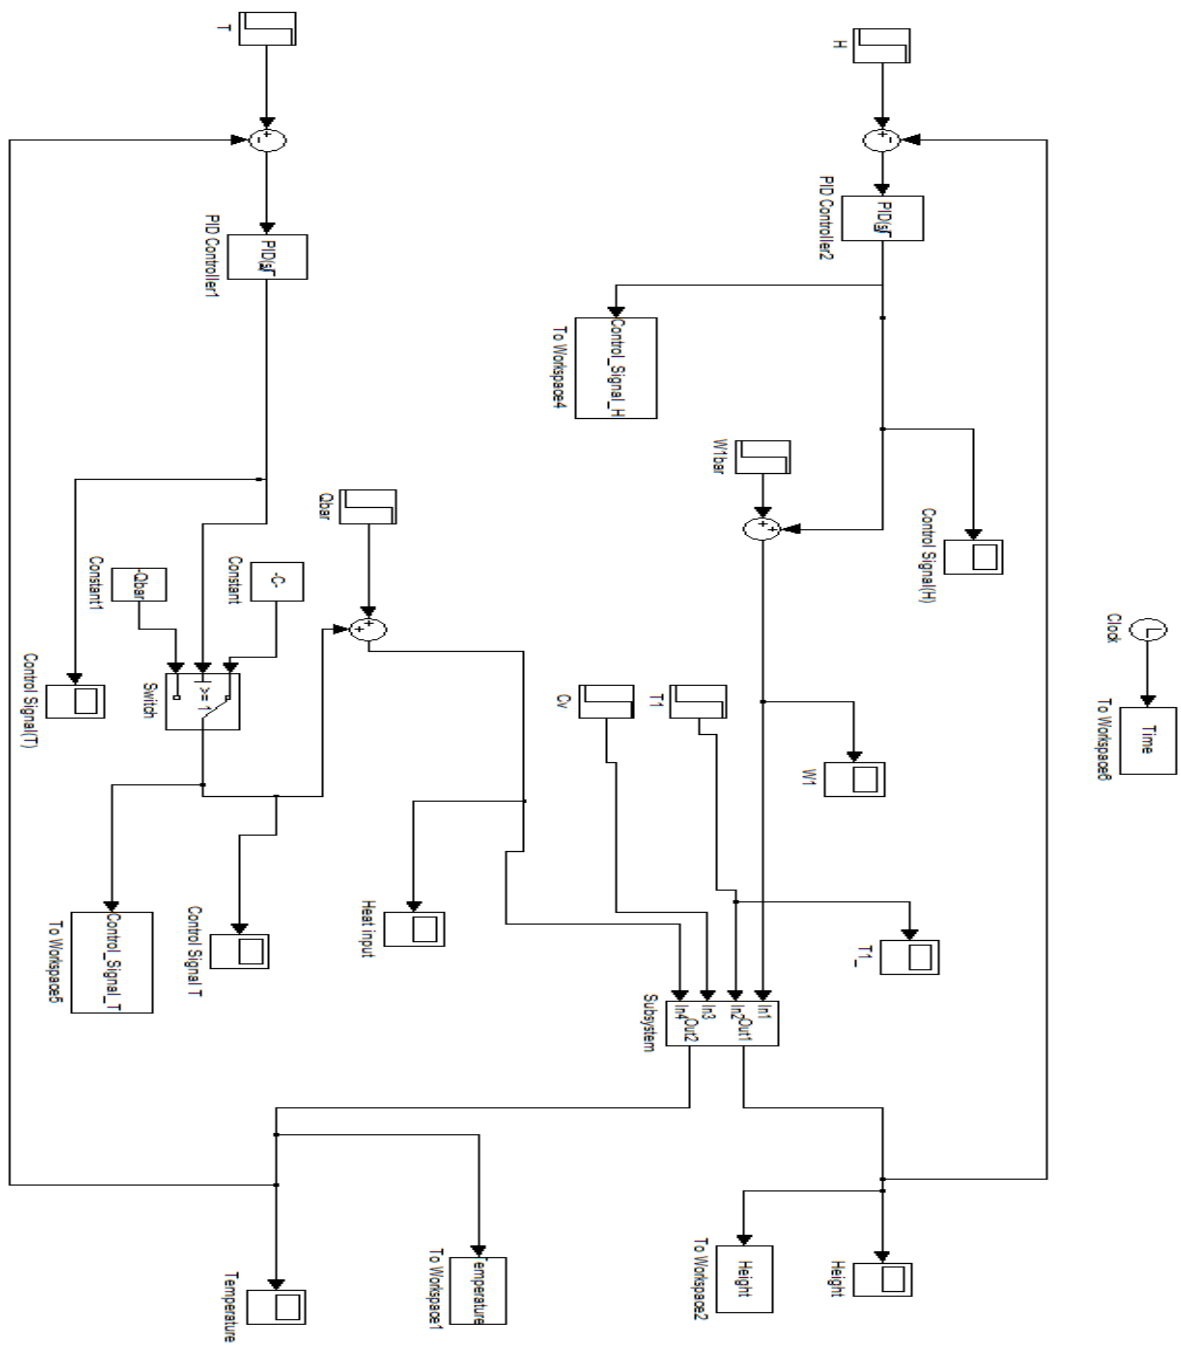 H
+
-
PID(s)
PID Controller2
Control_Signal_H
To Workspace4
Control Signal(H)
W1bar
+
+
W1
Clock
Time
To Workspace6
T1
T1_
Cv
In1
In2
In3
In4
Out1
Out2
Subsystem
Height
Height
To Workspace2
T
+
-
PID(s)
PID Controller1
Qbar
+
+
-C-
Constant
-Qbar
Constant1
>= 1
Switch
Control Signal(T)
Control_Signal_T
To Workspace5
Control Signal T
Heat input
Temperature
To Workspace1
Temperature